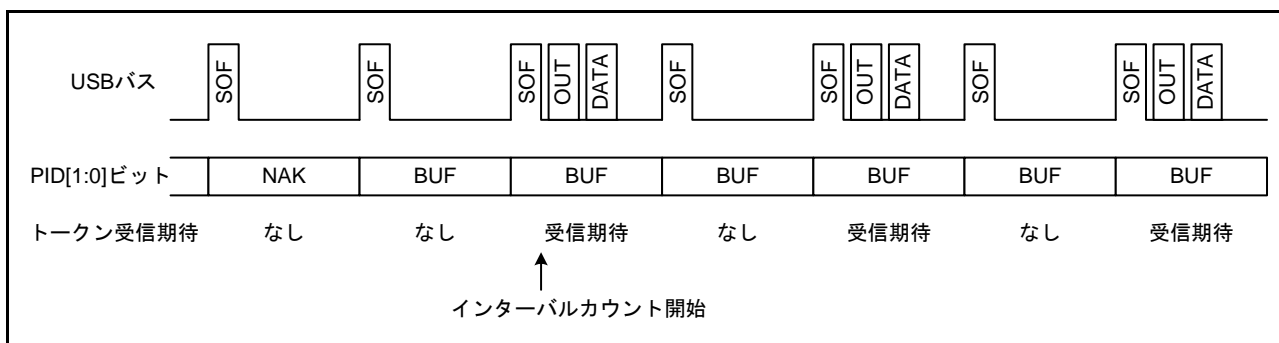 USBバス SOF SOF SOF OUT DATA SOF SOF OUT DATA SOF SOF OUT DATA
PID[1:0]ビット NAK BUF BUF BUF BUF BUF BUF
トークン受信期待 なし なし 受信期待 なし 受信期待 なし 受信期待
インターバルカウント開始